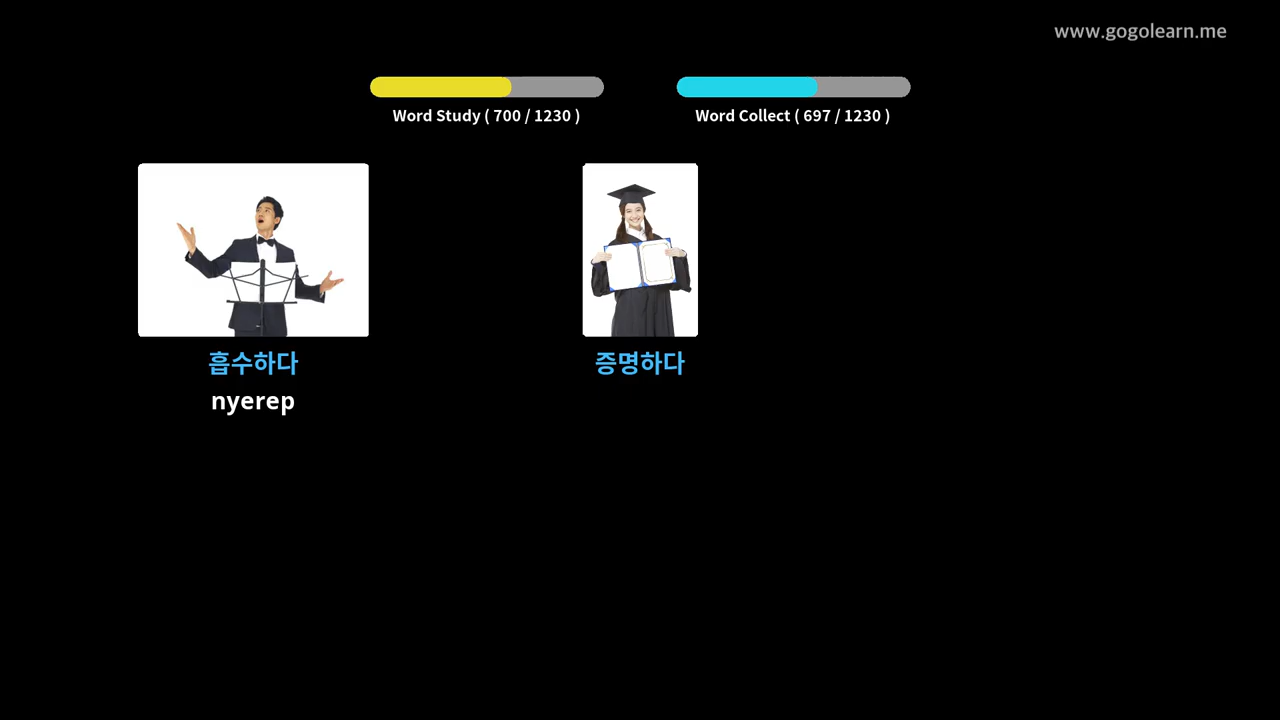 www.gogolearn.me
Word Study ( 700 / 1230 )
Word Collect ( 697 / 1230 )
흡수하다
증명하다
nyerep